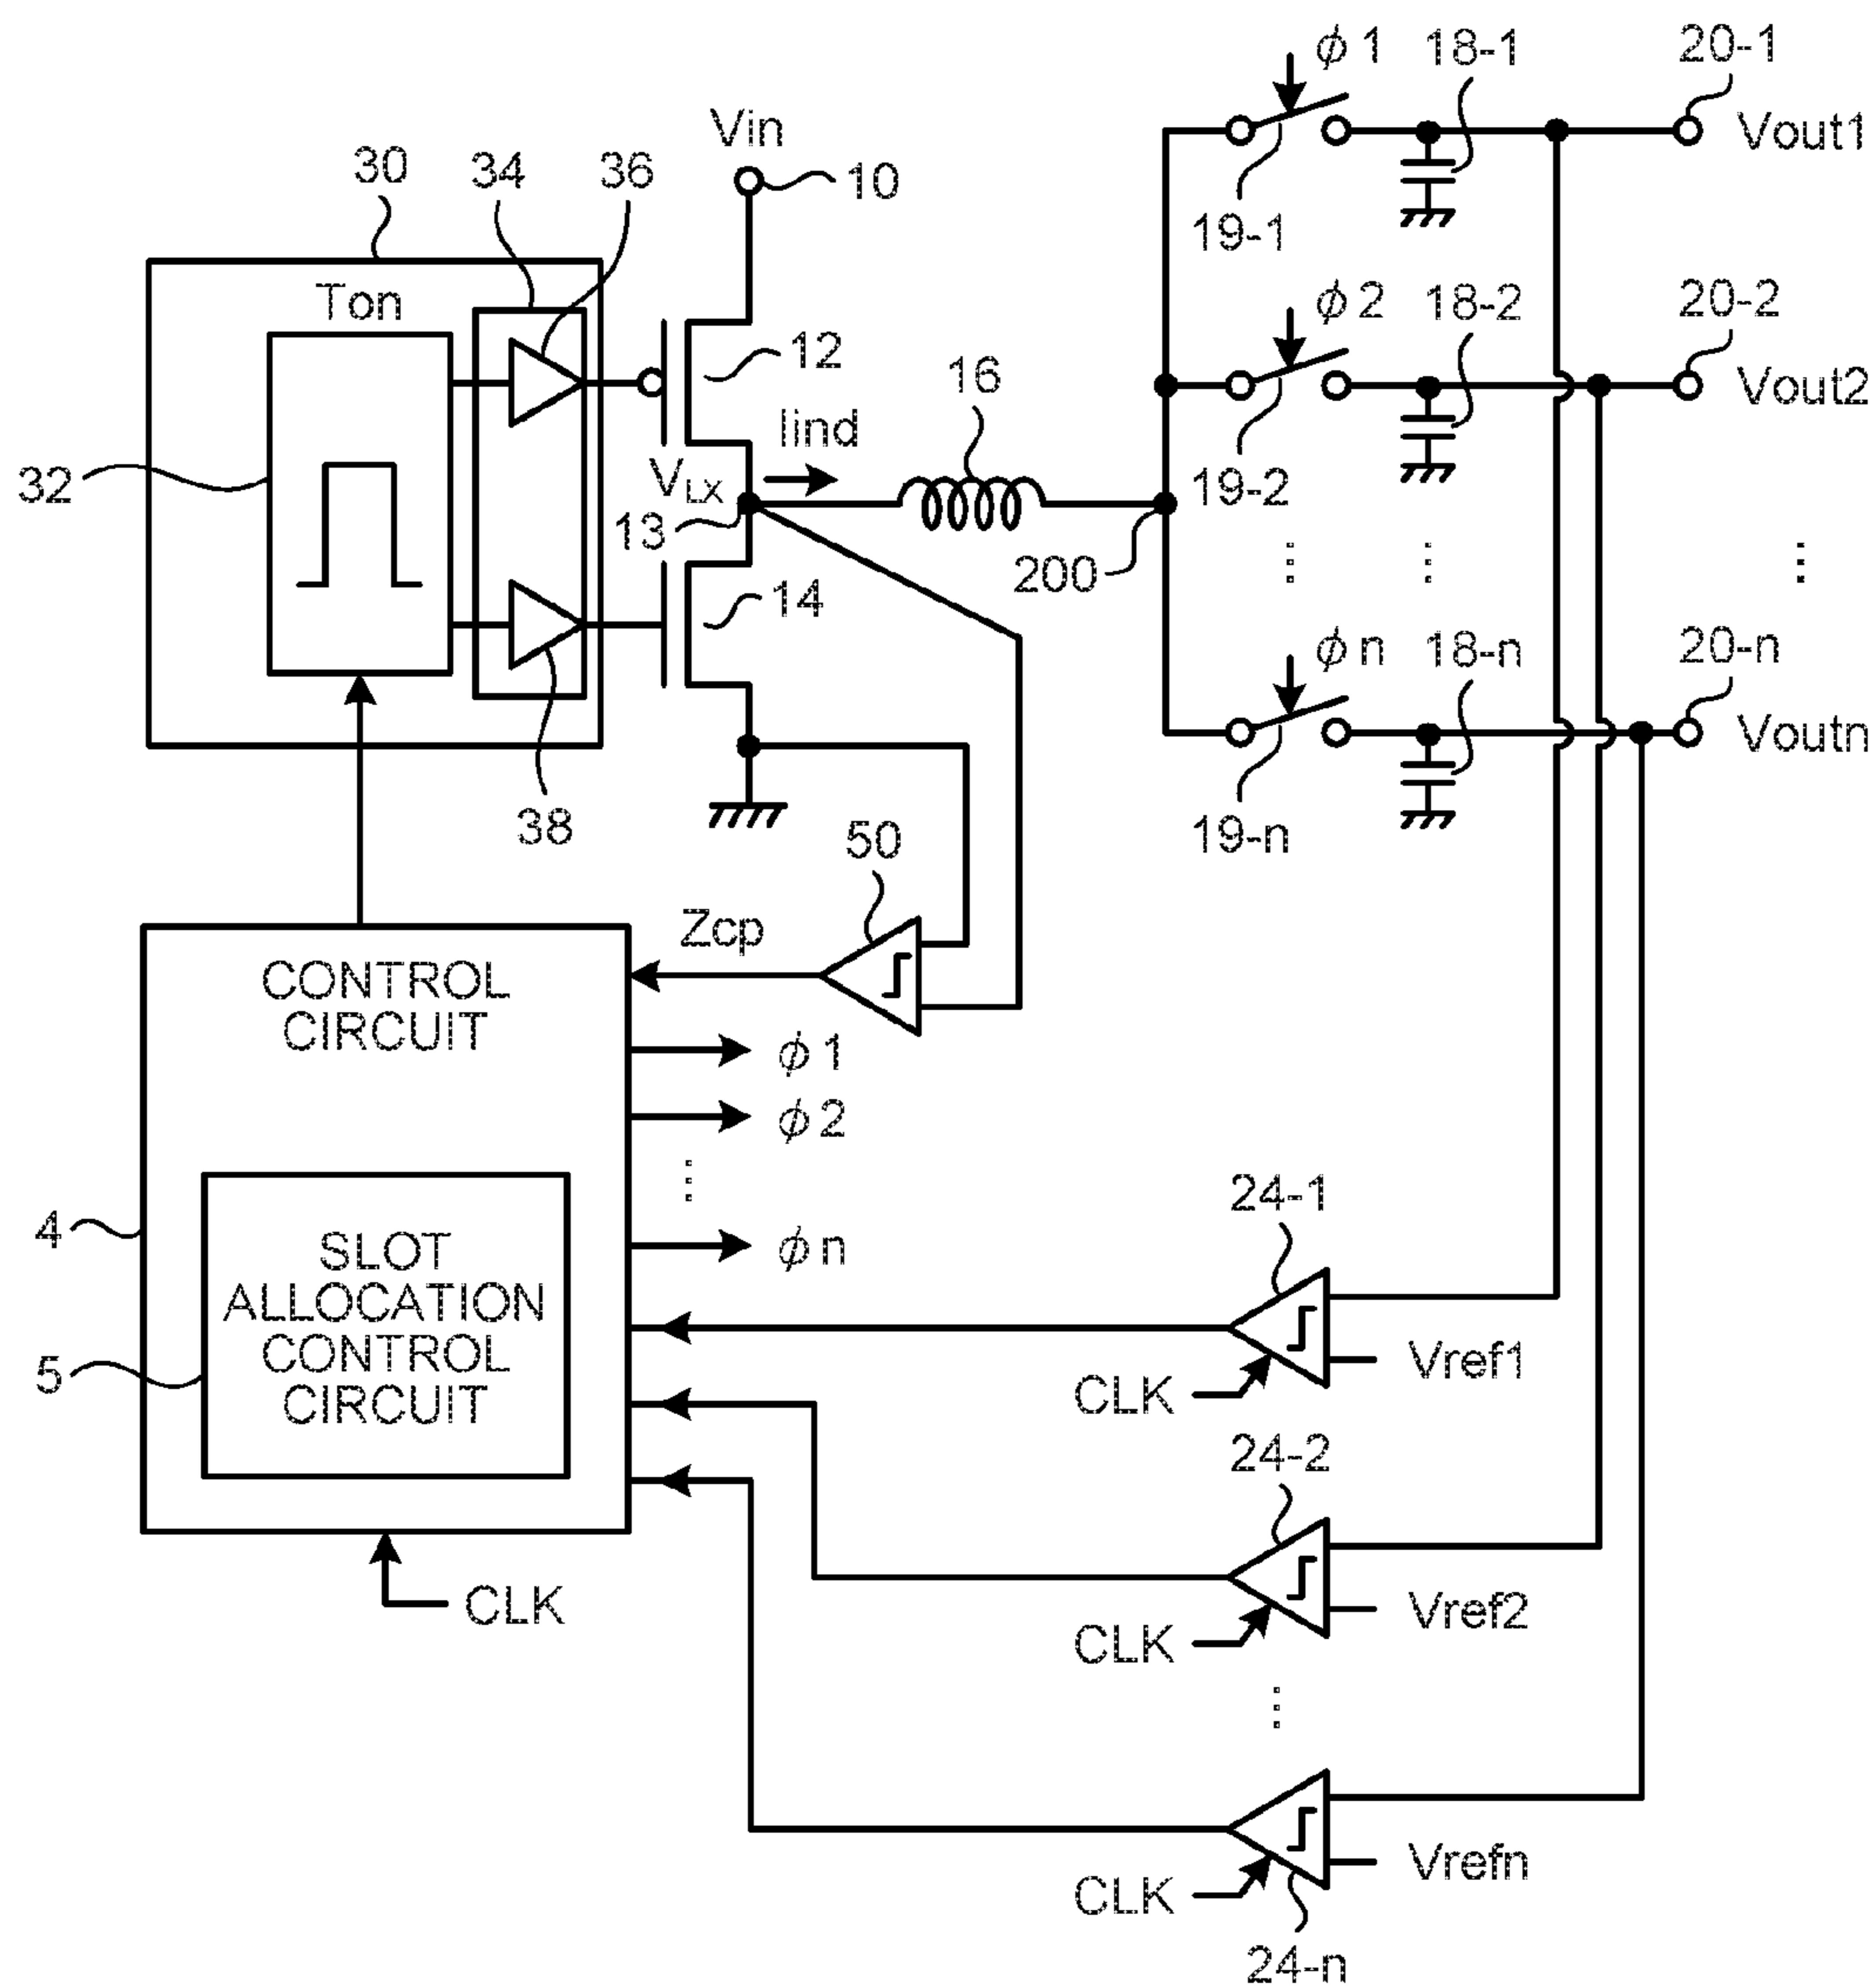 ϕ1
18-1
20-1
Vin
Vout1
30
34
36
10
19-1
Ton
ϕ2
18-2
20-2
12
16
Vout2
Iind
32
VLX
19-2
13
200
14
ϕn
18-n
20-n
Voutn
38
50
19-n
Zcp
CONTROL
CIRCUIT
ϕ1
ϕ2
24-1
4
SLOT
ALLOCATION
CONTROL
CIRCUIT
ϕn
5
Vref1
CLK
24-2
CLK
Vref2
CLK
Vrefn
CLK
24-n